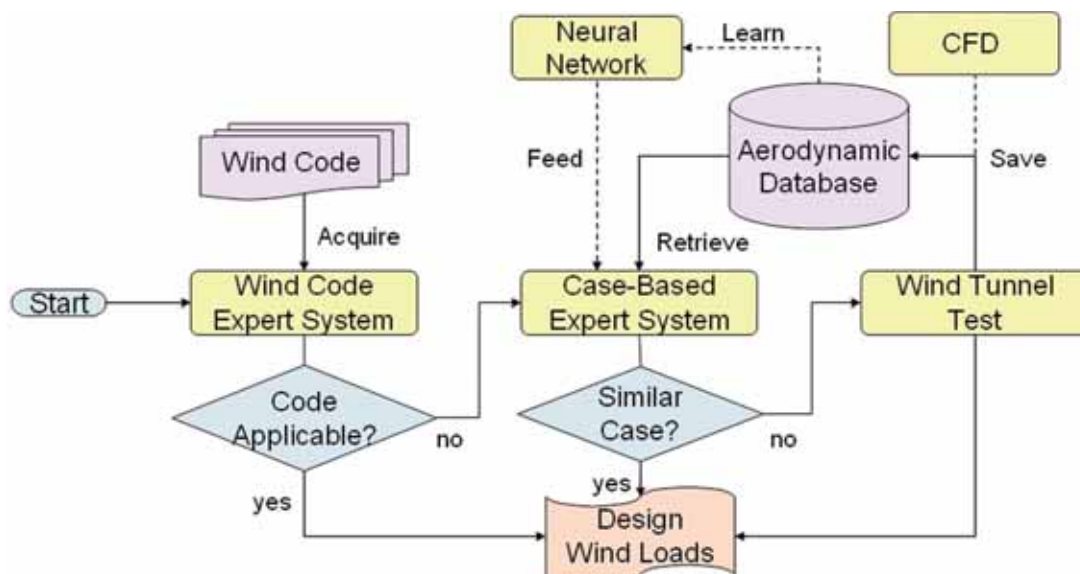 Neural
Network
Learn
CFD
Wind Code
Feed
Aerodynamic
Database
Save
Acquire
Retrieve
Start
Wind Code
Expert System
Case-Based
Expert System
Wind Tunnel
Test
Code
Applicable?
no
Similar
Case?
no
yes
yes
Design
Wind Loads